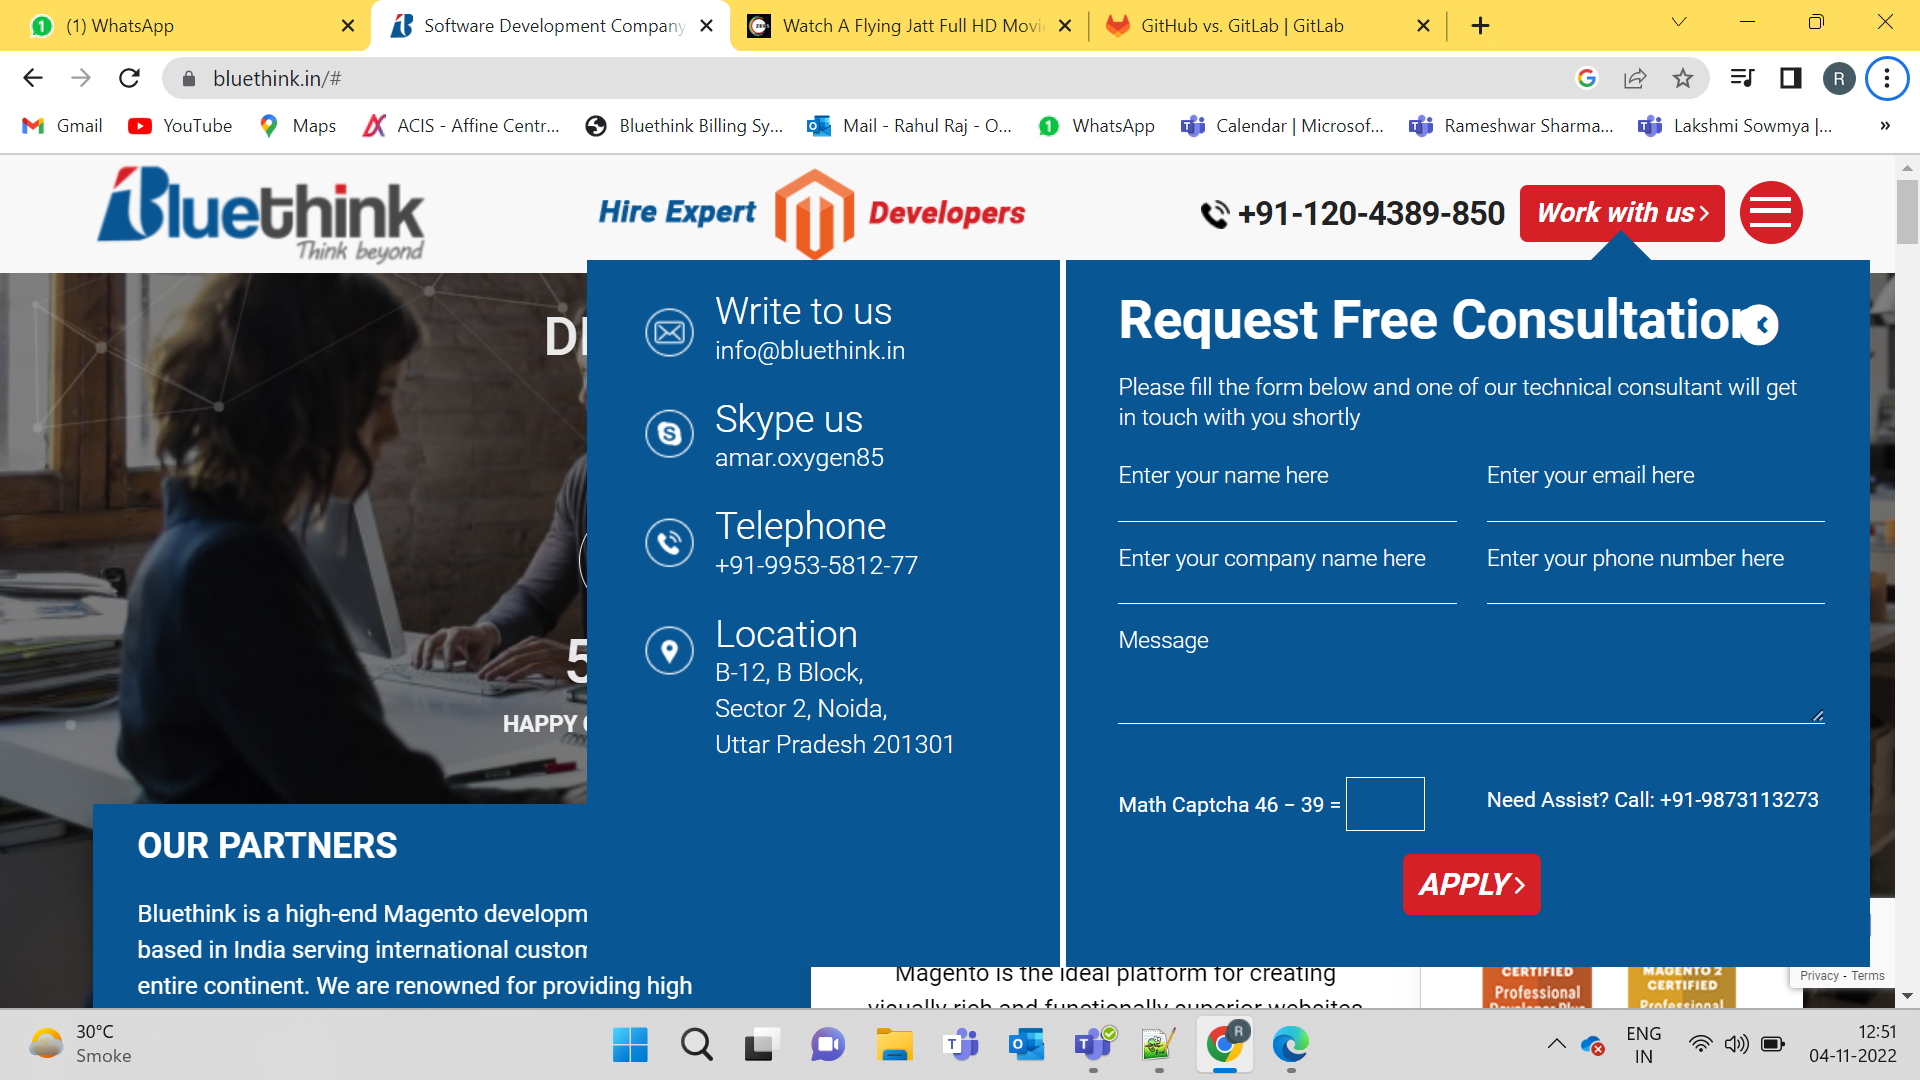 (1) WhatsApp
Software Development Company
Watch A Flying Jatt Full HD Movi
GitHub vs. GitLab | GitLab
bluethink.in/#
R
Gmail
YouTube
Maps
ACIS - Affine Centr...
Bluethink Billing Sy...
Mail - Rahul Raj - O...
WhatsApp
Calendar | Microsof...
Rameshwar Sharma...
Lakshmi Sowmya |...
»
Bluethink
Think beyond
Hire Expert
Developers
+91-120-4389-850
Work with us
Write to us
info@bluethink.in
Skype us
amar.oxygen85
Telephone
+91-9953-5812-77
Location
B-12, B Block,
Sector 2, Noida,
Uttar Pradesh 201301
Request Free Consultation
Please fill the form below and one of our technical consultant will get
in touch with you shortly
Enter your name here
Enter your email here
Enter your company name here
Enter your phone number here
Message
Math Captcha 46 − 39 =
Need Assist? Call: +91-9873113273
APPLY
D
5
HAPPY
OUR PARTNERS
Bluethink is a high-end Magento developm
based in India serving international custom
entire continent. We are renowned for providing high
Magento is the ideal platform for creating
visually rich and functionally superior websites
CERTIFIED
Professional
Developer Plus
MAGENTO 2
CERTIFIED
Professional
Privacy - Terms
30°C
Smoke
R
ENG
IN
12:51
04-11-2022